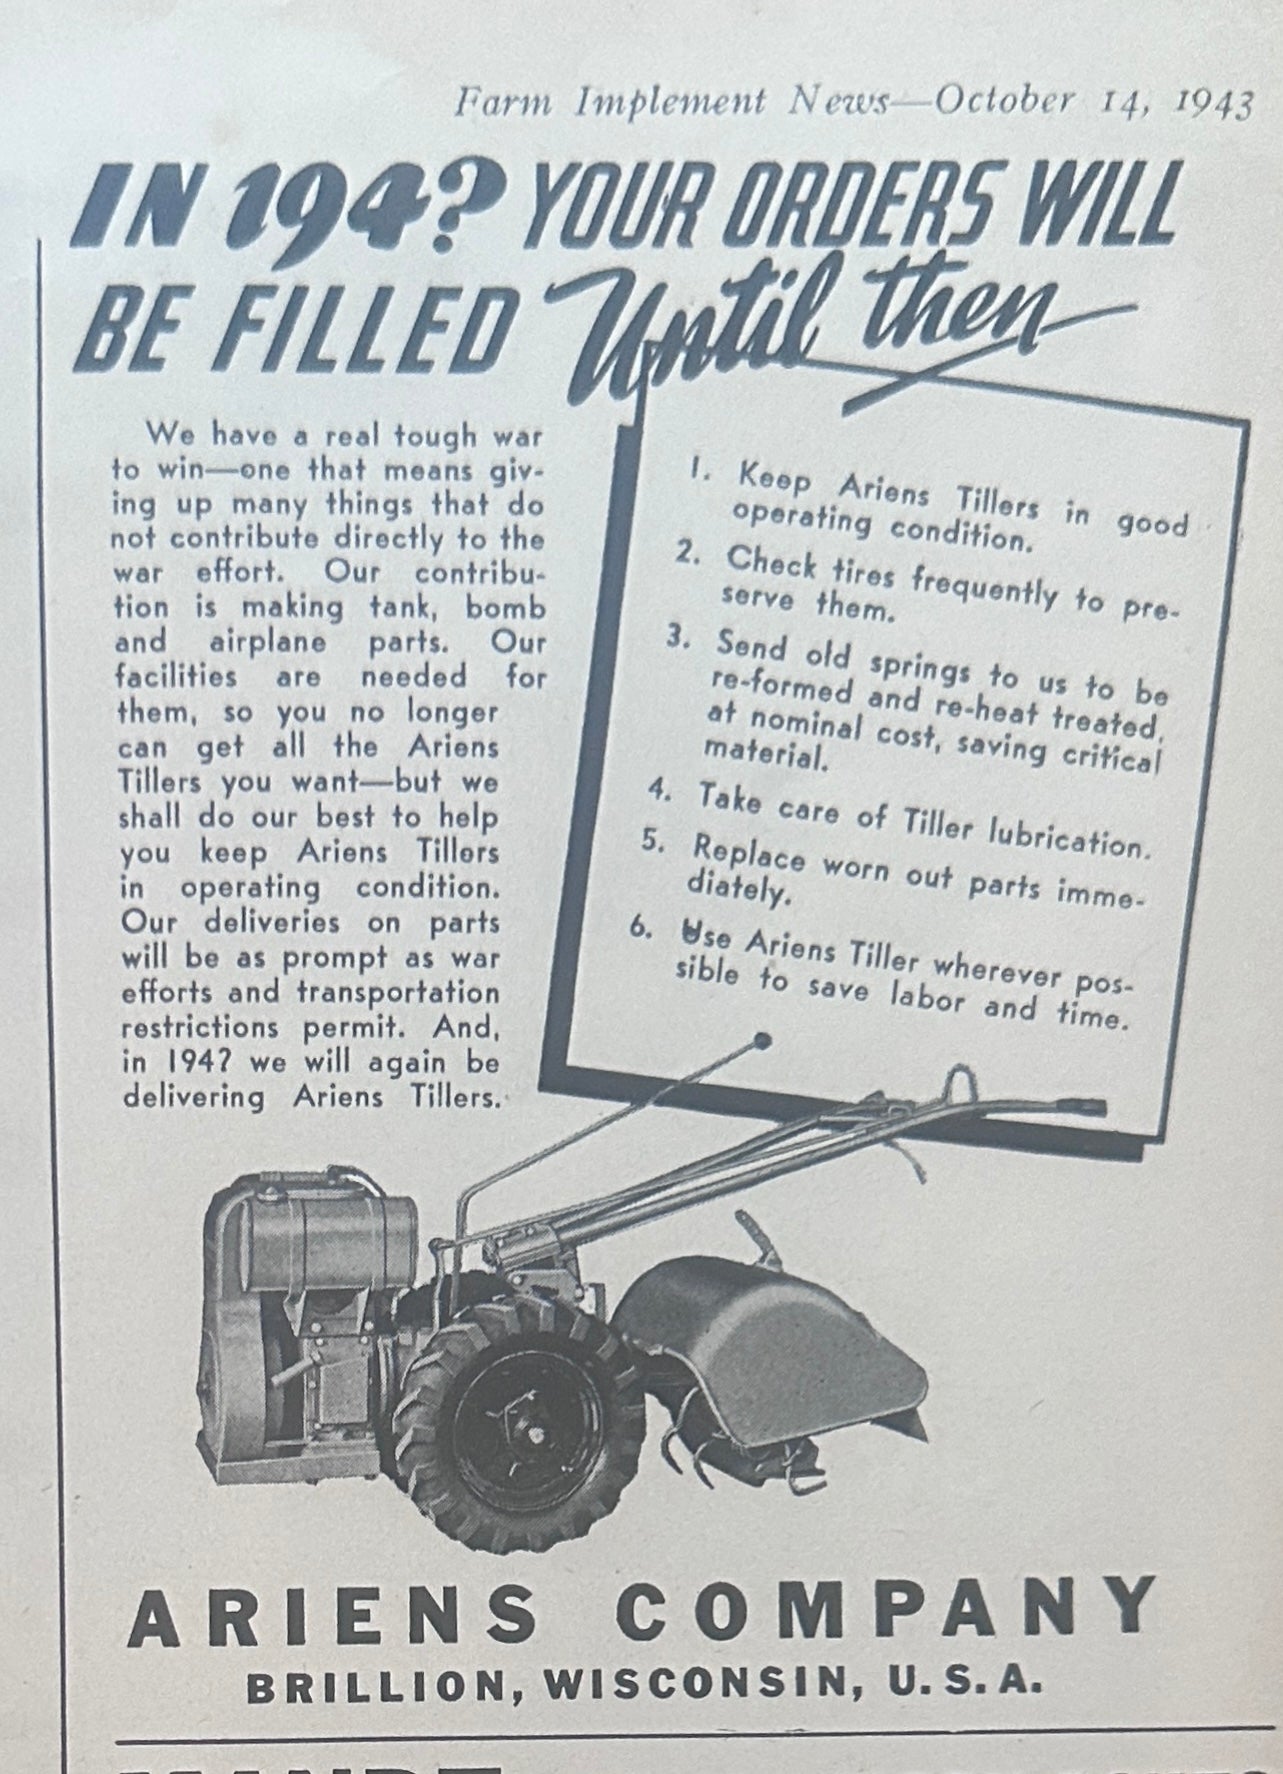 Farm Implement News—October 14, 1943
IN 194? YOUR ORDERS WILL
BE FILLED Until then
We have a real tough war
to win—one that means giv-
ing up many things that do
not contribute directly to the
war effort. Our contribu-
tion is making tank, bomb
and airplane parts. Our
facilities are needed for
them, so you no longer
can get all the Ariens
Tillers you want—but we
shall do our best to help
you keep Ariens Tillers
in operating condition.
Our deliveries on parts
will be as prompt as war
efforts and transportation
restrictions permit. And,
in 194? we will again be
delivering Ariens Tillers.
1. Keep Ariens Tillers in good
operating condition.
2. Check tires frequently to pre-
serve them.
3. Send old springs to us to be
re-formed and re-heat treated,
at nominal cost, saving critical
material.
4. Take care of Tiller lubrication.
5. Replace worn out parts imme-
diately.
6. Use Ariens Tiller wherever pos-
sible to save labor and time.
ARIENS COMPANY
BRILLION, WISCONSIN, U.S.A.